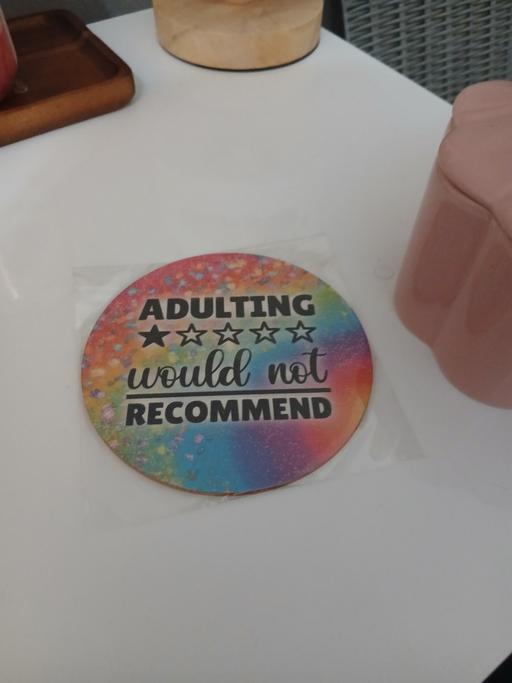 ADULTING
★☆☆☆☆
would not
RECOMMEND